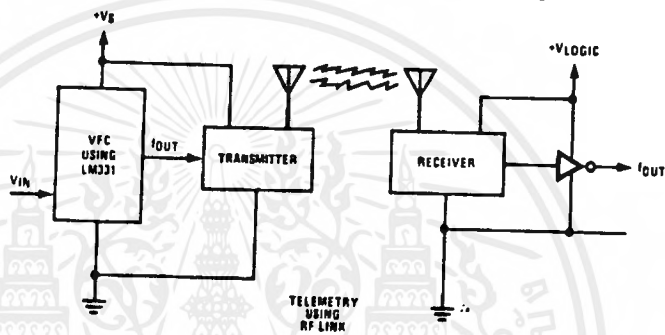 +VS
+VLOGIC
VFC
USING
LM331
fOUT
TRANSMITTER
RECEIVER
fOUT
VIN
TELEMETRY
USING
RF LINK